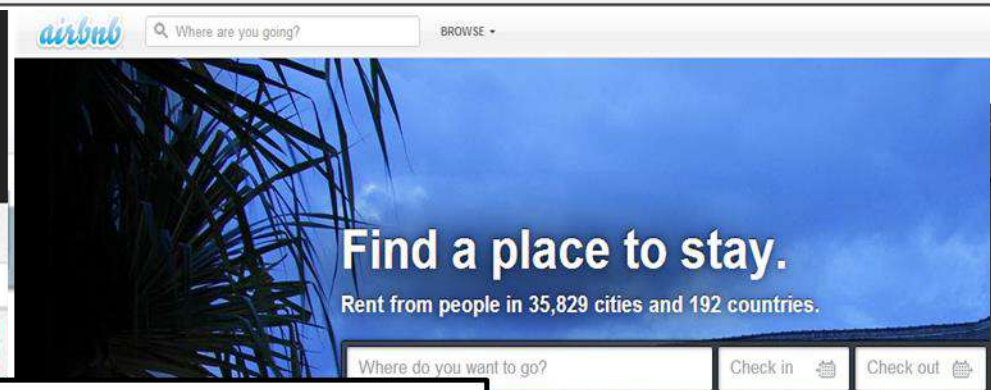 airbnb Where are you going? BROWSE
Find a place to stay.
Rent from people in 35,829 cities and 192 countries.
Where do you want to go? Check in Check out